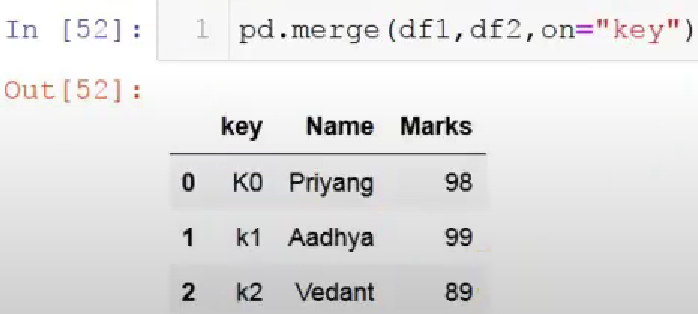 In [52]: 1 pd.merge(df1,df2,on="key")
Out[52]:
key Name Marks
0 K0 Priyang 98
1 k1 Aadhya 99
2 k2 Vedant 89